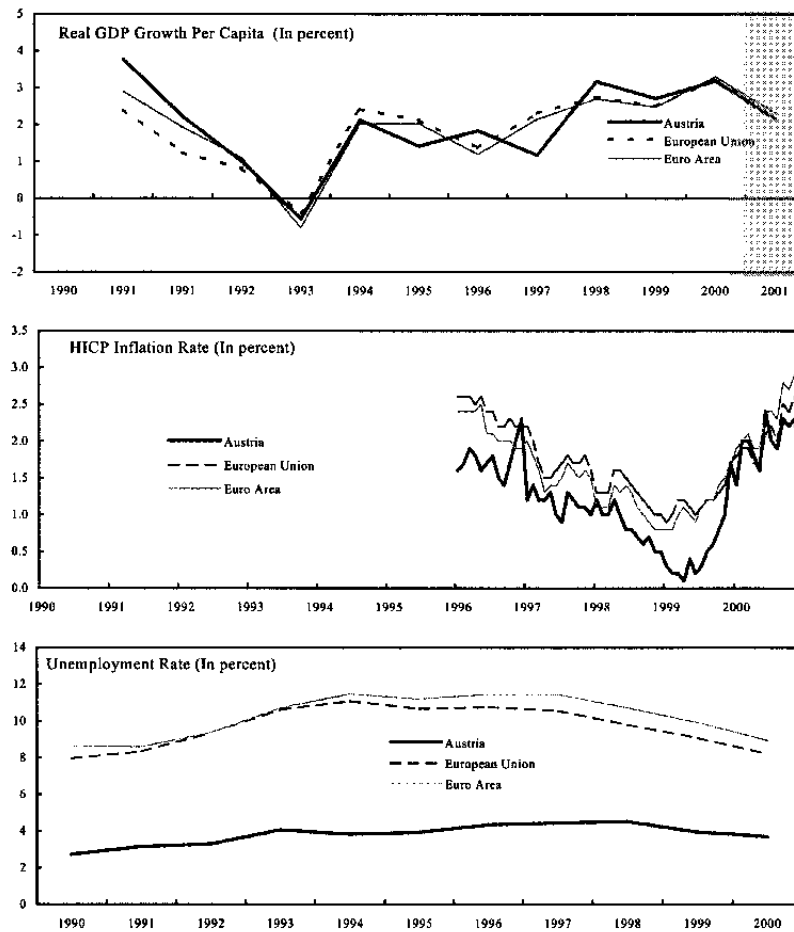 Real GDP Growth Per Capita (In percent)
5
4
3
2
1
0
-1
-2
Austria
European Union
Euro Area
1990 1991 1991 1992 1993 1994 1995 1996 1997 1998 1999 2000 2001
HICP Inflation Rate (In percent)
3.5
3.0
2.5
2.0
1.5
1.0
0.5
0.0
Austria
European Union
Euro Area
1990 1991 1992 1993 1994 1995 1996 1997 1998 1999 2000
Unemployment Rate (In percent)
14
12
10
8
6
4
2
0
Austria
European Union
Euro Area
1990 1991 1992 1993 1994 1995 1996 1997 1998 1999 2000